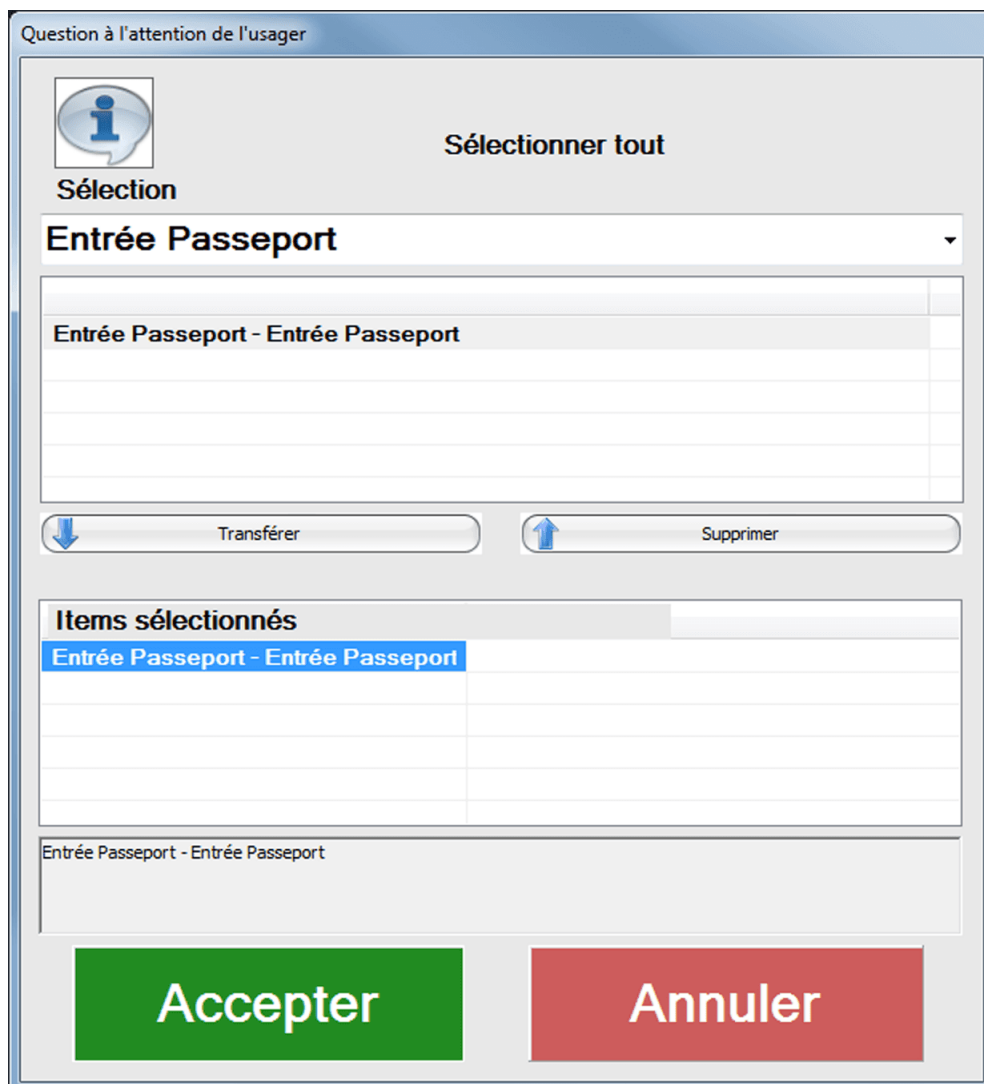 Question à l'attention de l'usager
Sélectionner tout
Sélection
Entrée Passeport
Entrée Passeport - Entrée Passeport
Transférer
Supprimer
Items sélectionnés
Entrée Passeport - Entrée Passeport
Entrée Passeport - Entrée Passeport
Accepter
Annuler